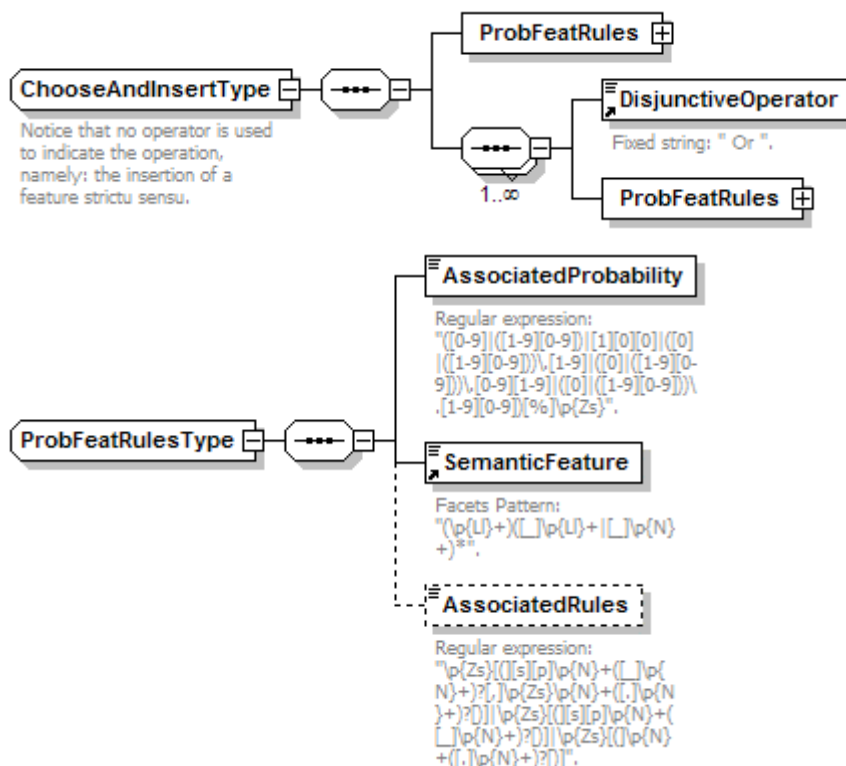 ProbFeatRules
ChooseAndInsertType
Notice that no operator is used
to indicate the operation,
namely: the insertion of a
feature strictu sensu.
DisjunctiveOperator
Fixed string: " Or ".
1..∞
ProbFeatRules
AssociatedProbability
Regular expression:
"([0-9]|([1-9][0-9])|[1][0][0]|([0]
|([1-9][0-9]))\.[1-9]|([0]|([1-9][0-
9]))\.[0-9][1-9]|([0]|([1-9][0-9]))\
.[1-9][0-9])[%]\p{Zs}".
ProbFeatRulesType
SemanticFeature
Facets Pattern:
"(\p{Ll}+)([_]\p{Ll}+|[_]\p{N}
+)*".
AssociatedRules
Regular expression:
"\p{Zs}[(][s][p]\p{N}+([_]\p{
N}+)?[,]\p{Zs}\p{N}+([.]\p{N
}+)?[)]|\p{Zs}[(][s][p]\p{N}+(
[_]\p{N}+)?[)]|\p{Zs}[(]\p{N}
+([.]\p{N}+)?[)]".